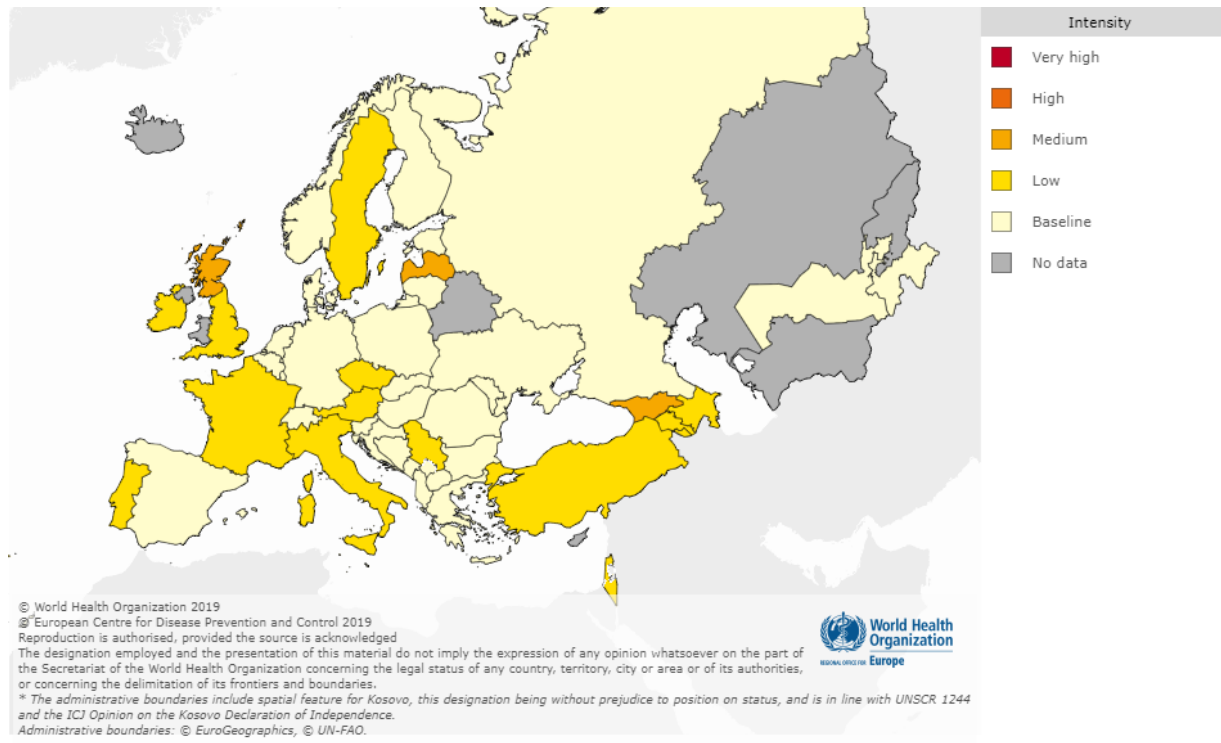 Intensity
Very high
High
Medium
Low
Baseline
No data
© World Health Organization 2019
© European Centre for Disease Prevention and Control 2019
Reproduction is authorised, provided the source is acknowledged
The designation employed and the presentation of this material do not imply the expression of any opinion whatsoever on the part of
the Secretariat of the World Health Organization concerning the legal status of any country, territory, city or area or of its authorities,
or concerning the delimitation of its frontiers and boundaries.
* The administrative boundaries include spatial feature for Kosovo, this designation being without prejudice to position on status, and is in line with UNSCR 1244
and the ICJ Opinion on the Kosovo Declaration of Independence.
Administrative boundaries: © EuroGeographics, © UN-FAO.
World Health
Organization
REGIONAL OFFICE FOR Europe